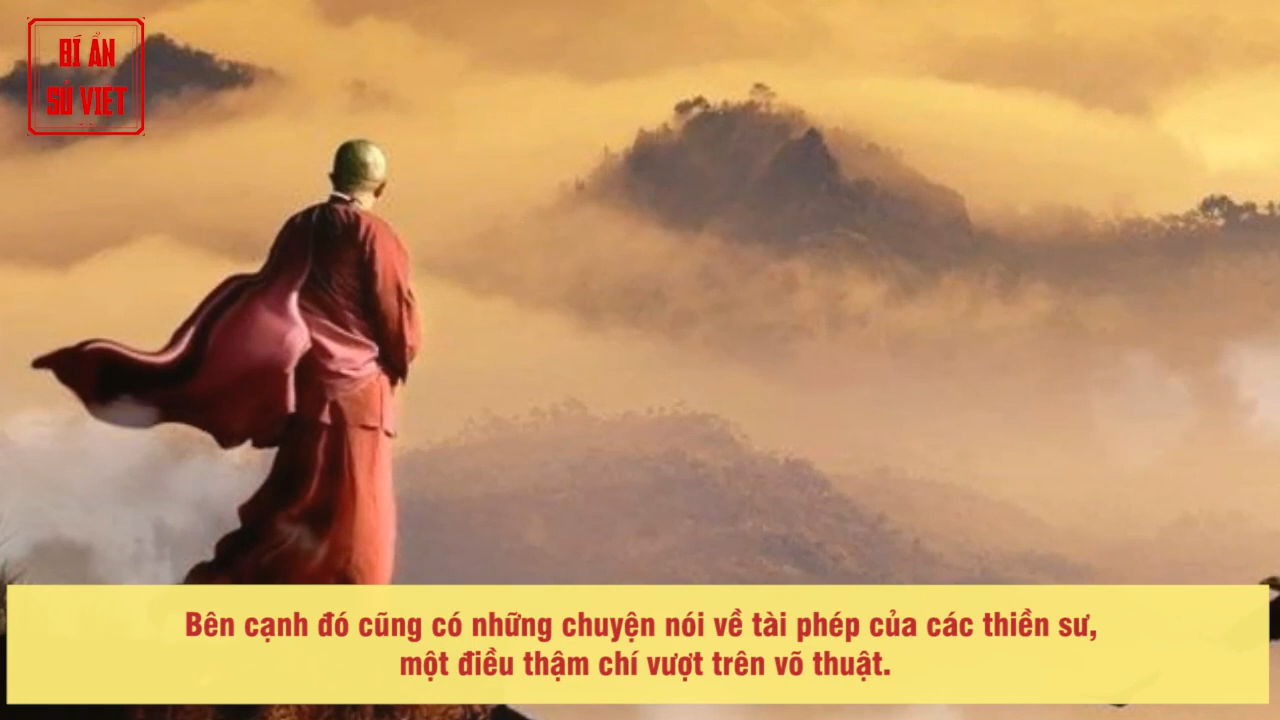 BÍ ẨN
SỬ VIỆT
Bên cạnh đó cũng có những chuyện nói về tài phép của các thiền sư,
một điều thậm chí vượt trên võ thuật.